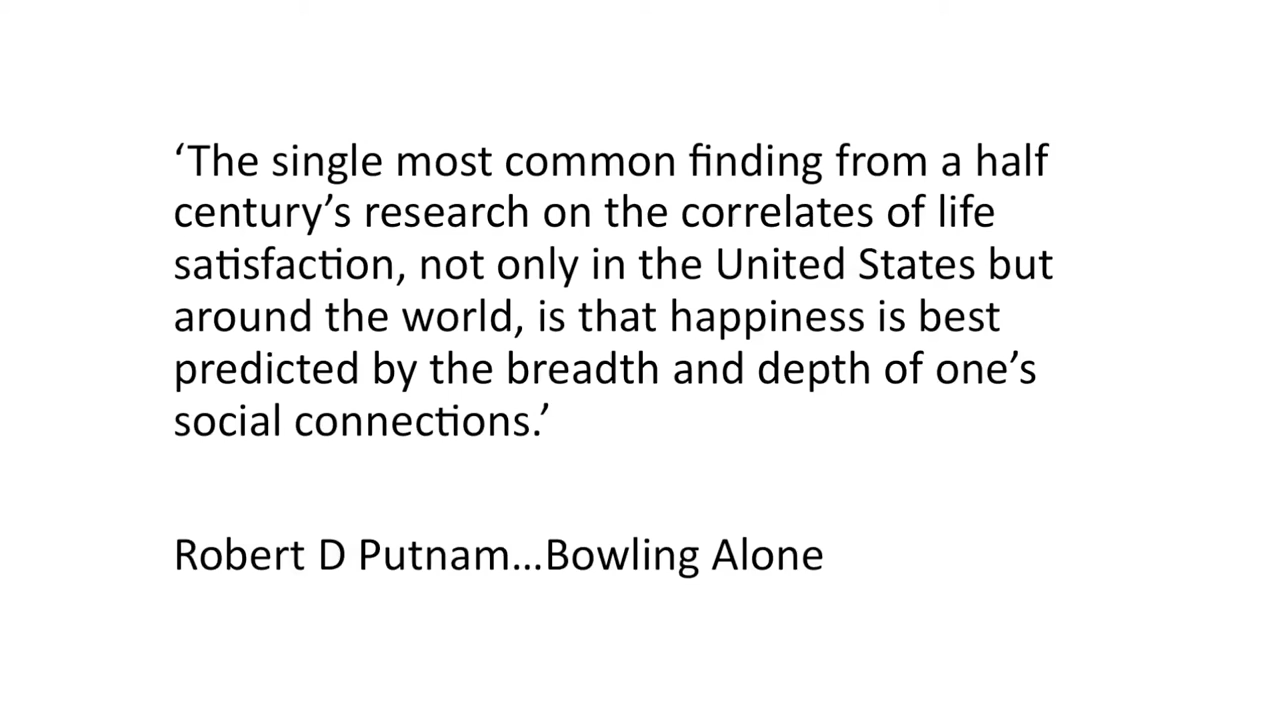 ‘The single most common finding from a half
century’s research on the correlates of life
satisfaction, not only in the United States but
around the world, is that happiness is best
predicted by the breadth and depth of one’s
social connections.’
Robert D Putnam…Bowling Alone